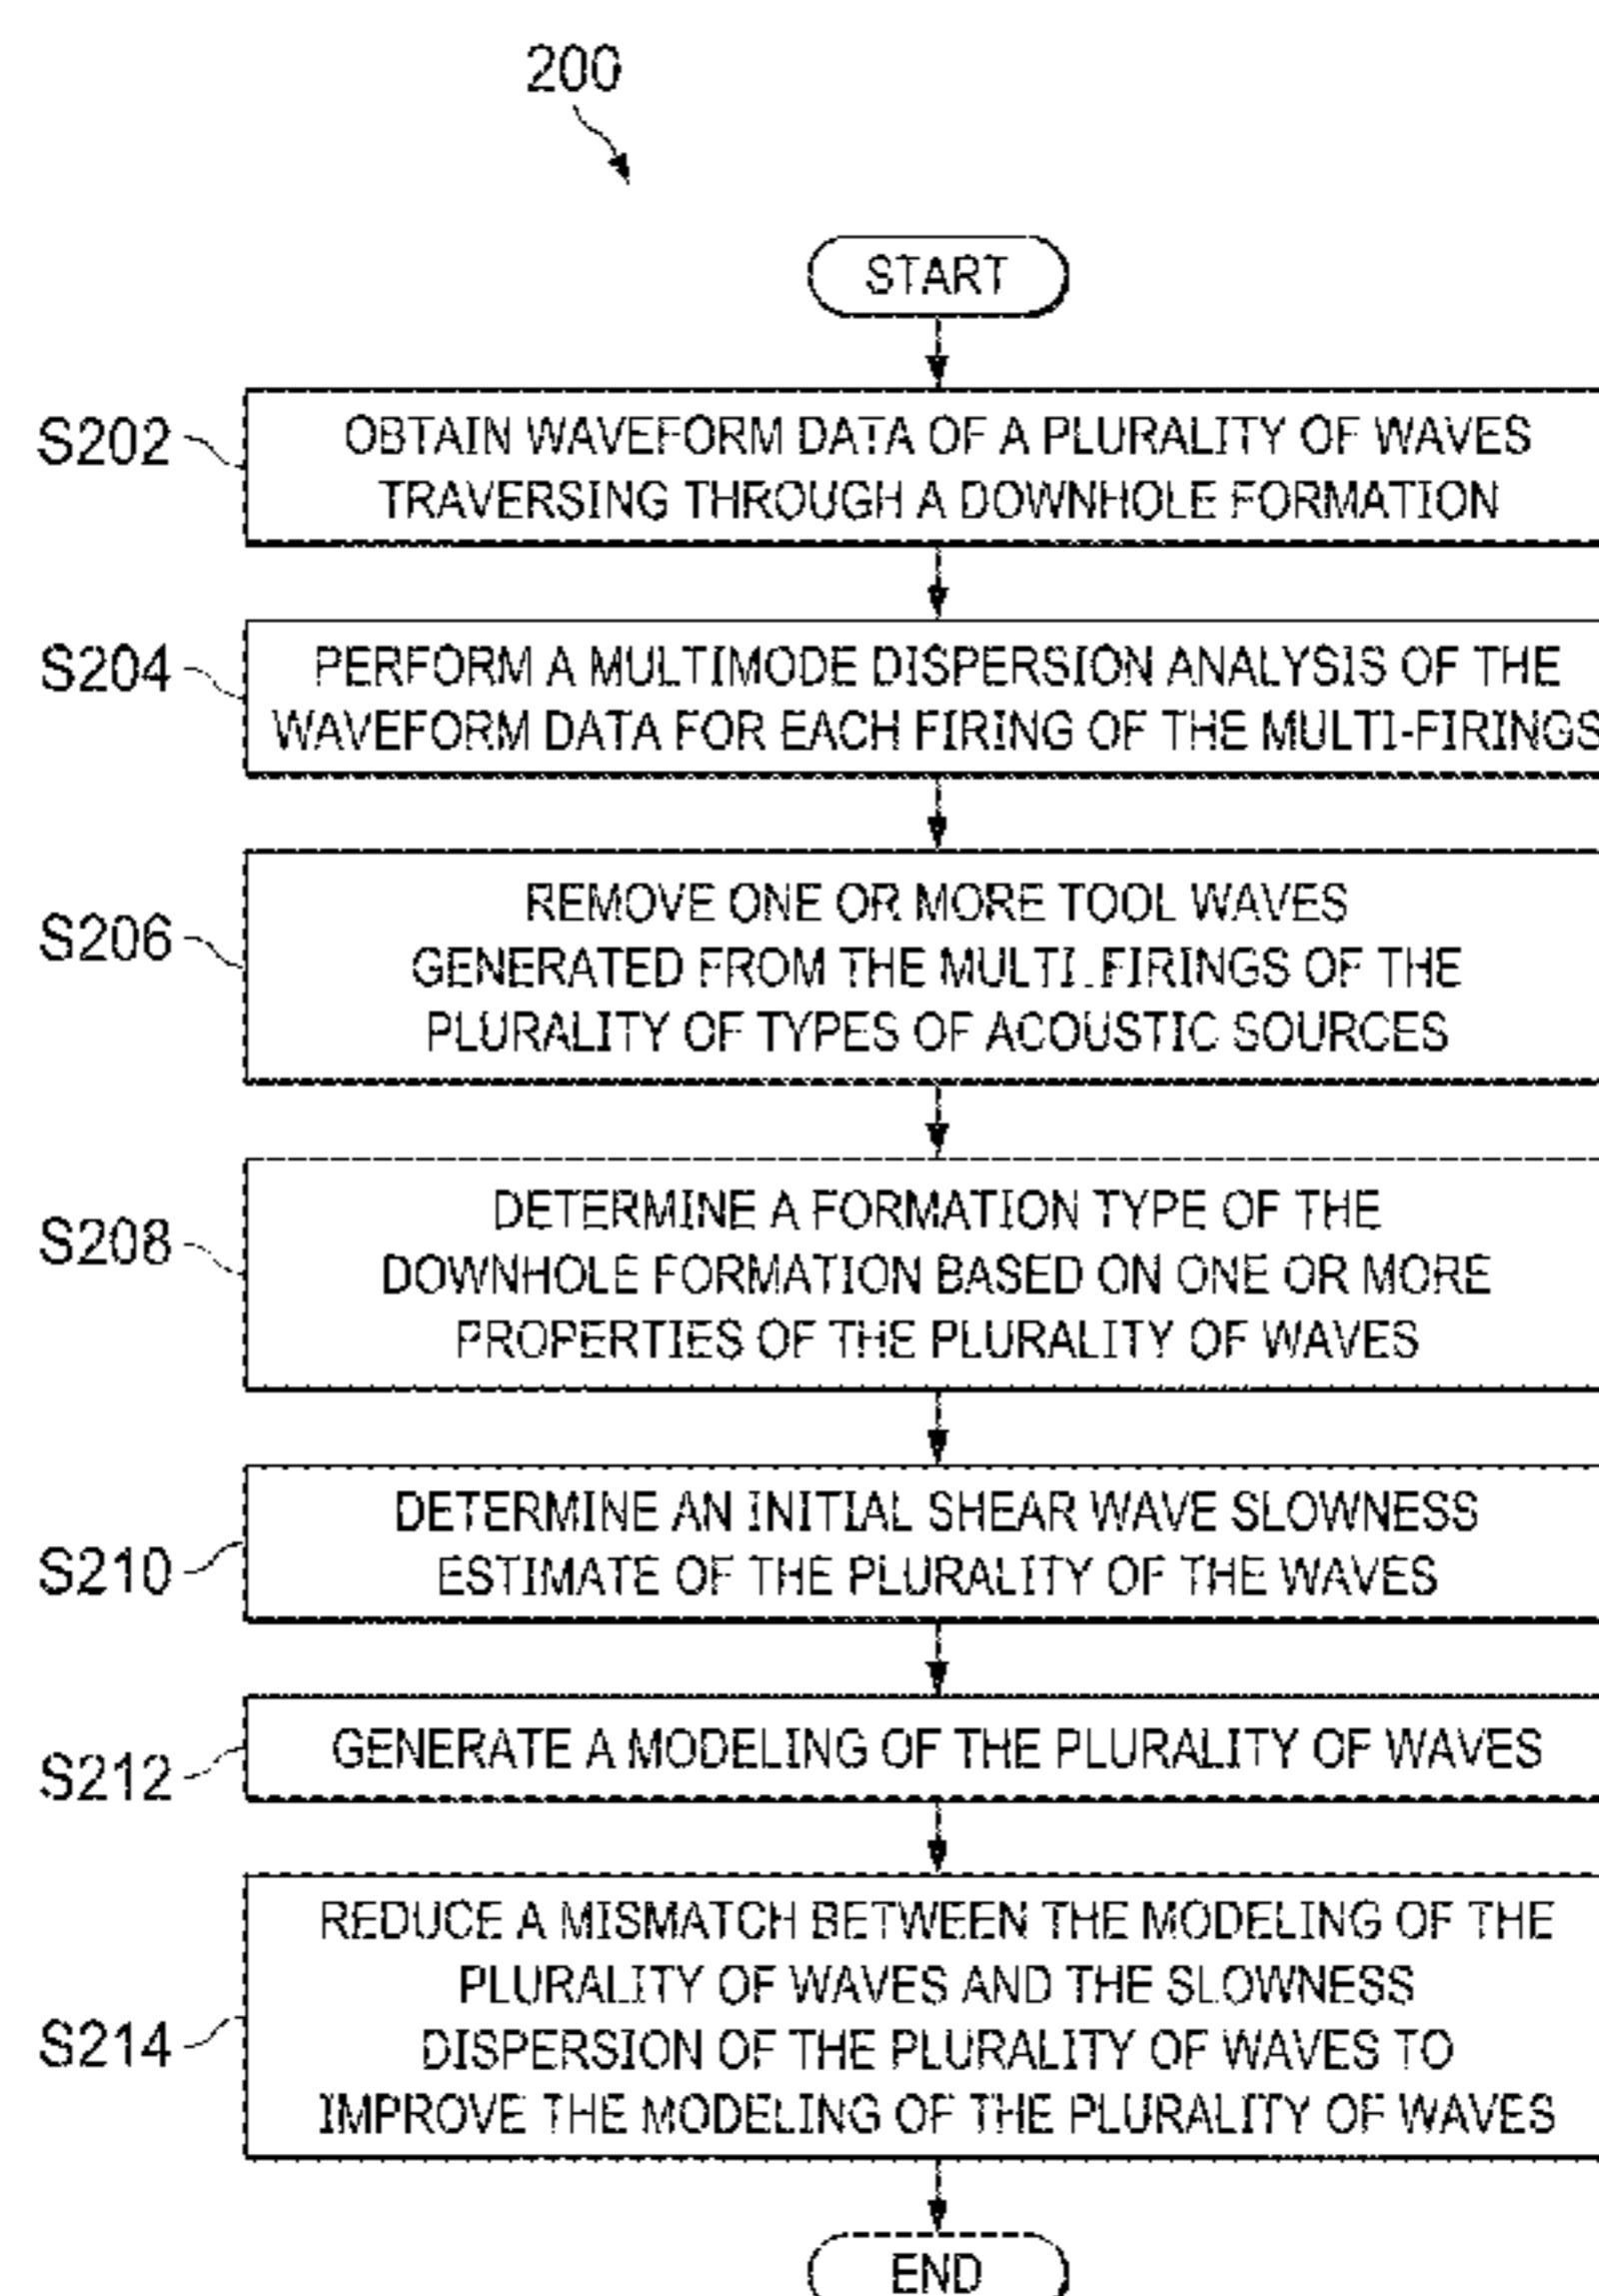 200
START
S202
OBTAIN WAVEFORM DATA OF A PLURALITY OF WAVES
TRAVERSING THROUGH A DOWNHOLE FORMATION
S204
PERFORM A MULTIMODE DISPERSION ANALYSIS OF THE
WAVEFORM DATA FOR EACH FIRING OF THE MULTI-FIRINGS
S206
REMOVE ONE OR MORE TOOL WAVES
GENERATED FROM THE MULTI-FIRINGS OF THE
PLURALITY OF TYPES OF ACOUSTIC SOURCES
S208
DETERMINE A FORMATION TYPE OF THE
DOWNHOLE FORMATION BASED ON ONE OR MORE
PROPERTIES OF THE PLURALITY OF WAVES
S210
DETERMINE AN INITIAL SHEAR WAVE SLOWNESS
ESTIMATE OF THE PLURALITY OF THE WAVES
S212
GENERATE A MODELING OF THE PLURALITY OF WAVES
S214
REDUCE A MISMATCH BETWEEN THE MODELING OF THE
PLURALITY OF WAVES AND THE SLOWNESS
DISPERSION OF THE PLURALITY OF WAVES TO
IMPROVE THE MODELING OF THE PLURALITY OF WAVES
END